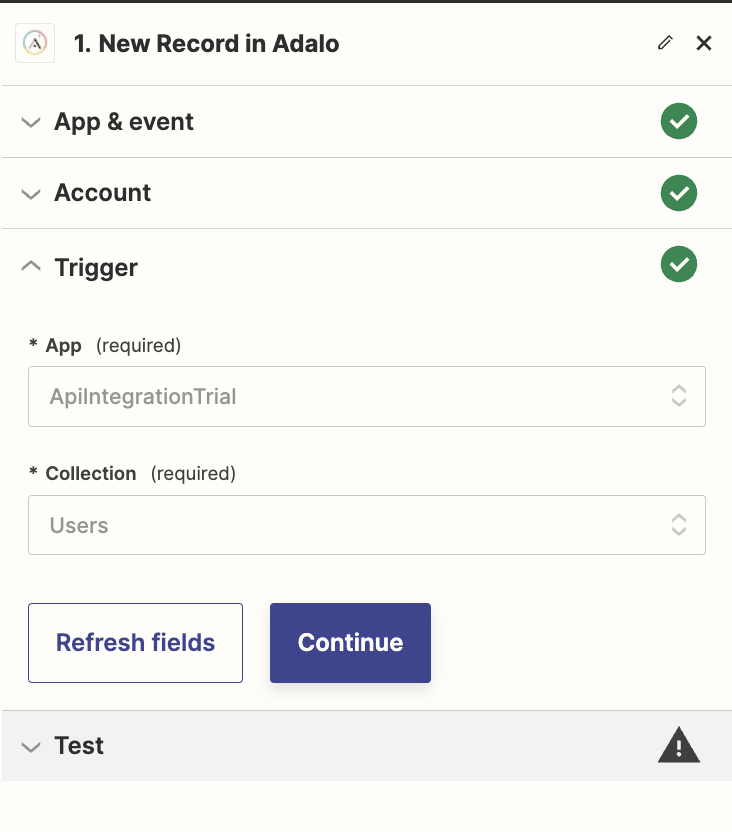 1. New Record in Adalo
App & event
Account
Trigger
* App (required)
ApiIntegrationTrial
* Collection (required)
Users
Refresh fields
Continue
Test